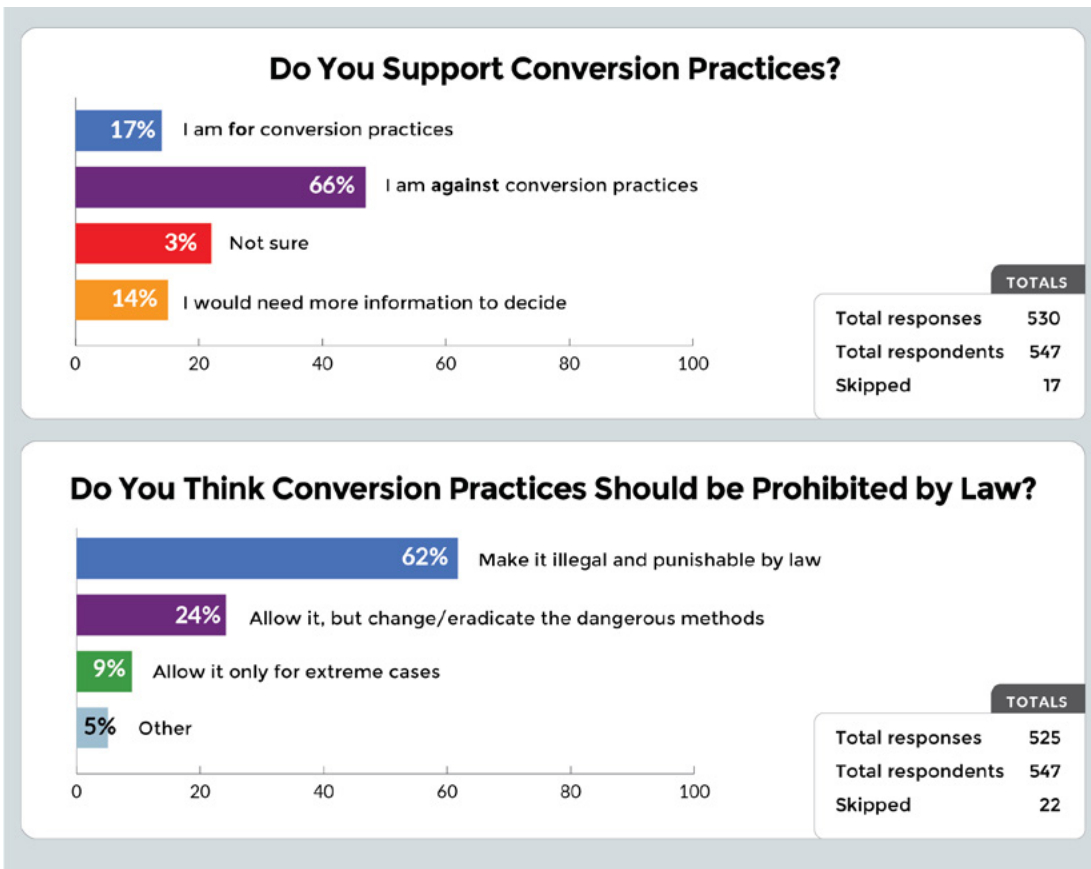 Do You Support Conversion Practices?
17% I am for conversion practices
66% I am against conversion practices
3% Not sure
14% I would need more information to decide
0 20 40 60 80 100
TOTALS
Total responses 530
Total respondents 547
Skipped 17
Do You Think Conversion Practices Should be Prohibited by Law?
62% Make it illegal and punishable by law
24% Allow it, but change/eradicate the dangerous methods
9% Allow it only for extreme cases
5% Other
0 20 40 60 80 100
TOTALS
Total responses 525
Total respondents 547
Skipped 22